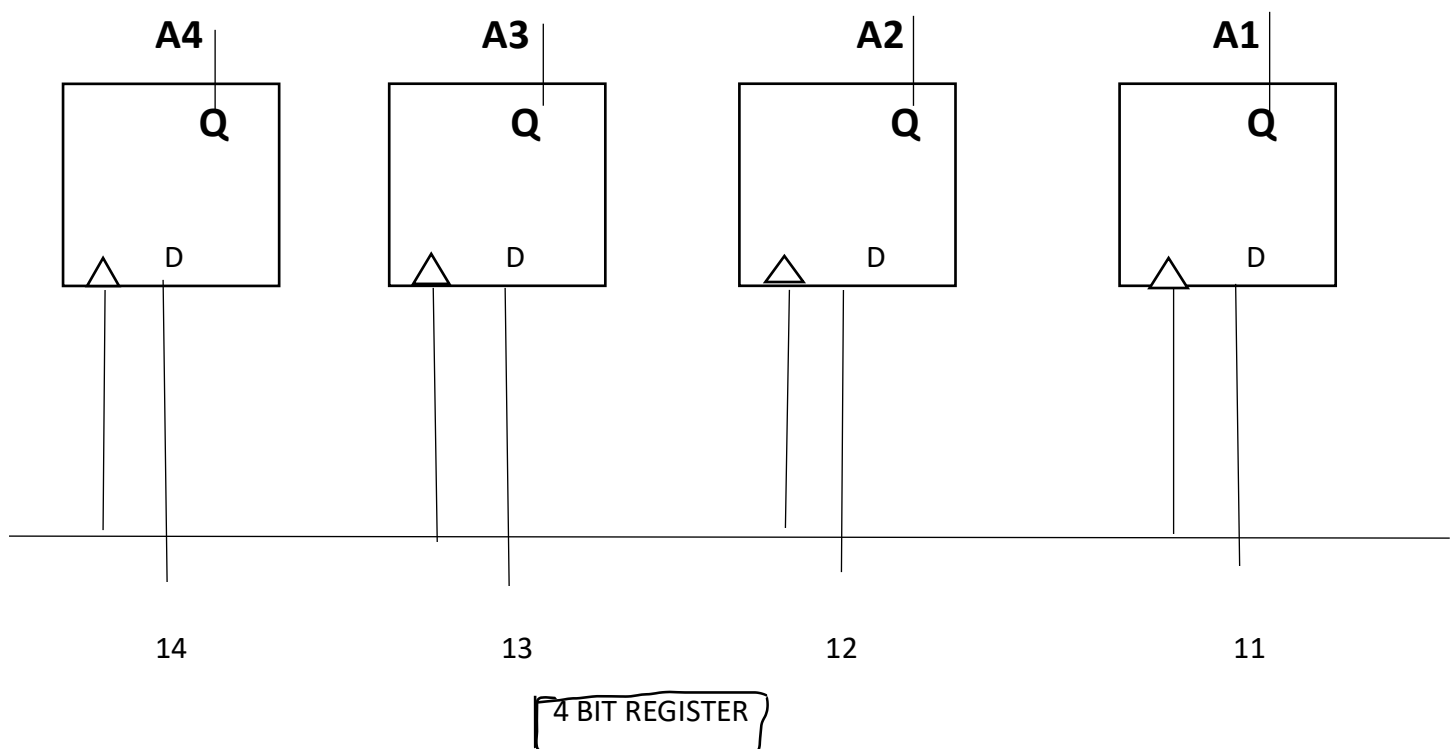 A4 A3 A2 A1
Q Q Q Q
D D D D
14 13 12 11
4 BIT REGISTER